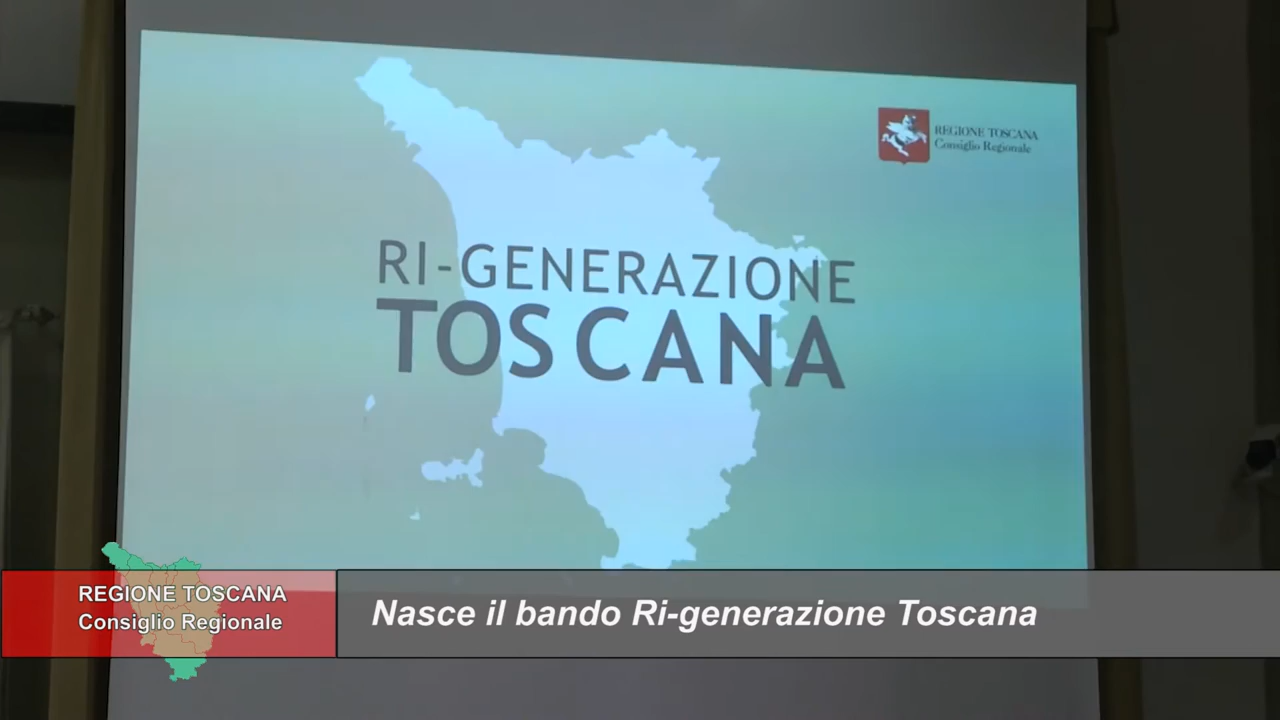 REGIONE TOSCANA
Consiglio Regionale
RI-GENERAZIONE
TOSCANA
REGIONE TOSCANA
Consiglio Regionale
Nasce il bando Ri-generazione Toscana